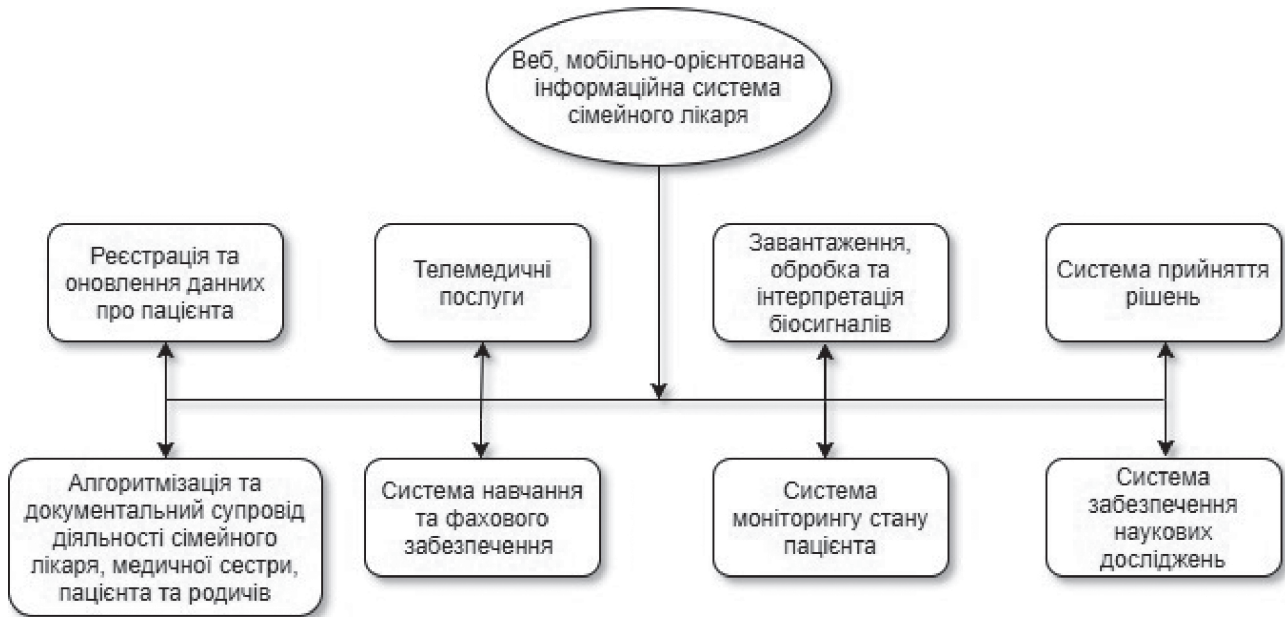 Веб, мобільно-орієнтована
інформаційна система
сімейного лікаря
Реєстрація та
оновлення данних
про пацієнта
Телемедичні
послуги
Завантаження,
обробка та
інтерпретація
біосигналів
Система прийняття
рішень
Алгоритмізація та
документальний супровід
діяльності сімейного
лікаря, медичної сестри,
пацієнта та родичів
Система навчання
та фахового
забезпечення
Система
моніторингу стану
пацієнта
Система
забезпечення
наукових
досліджень